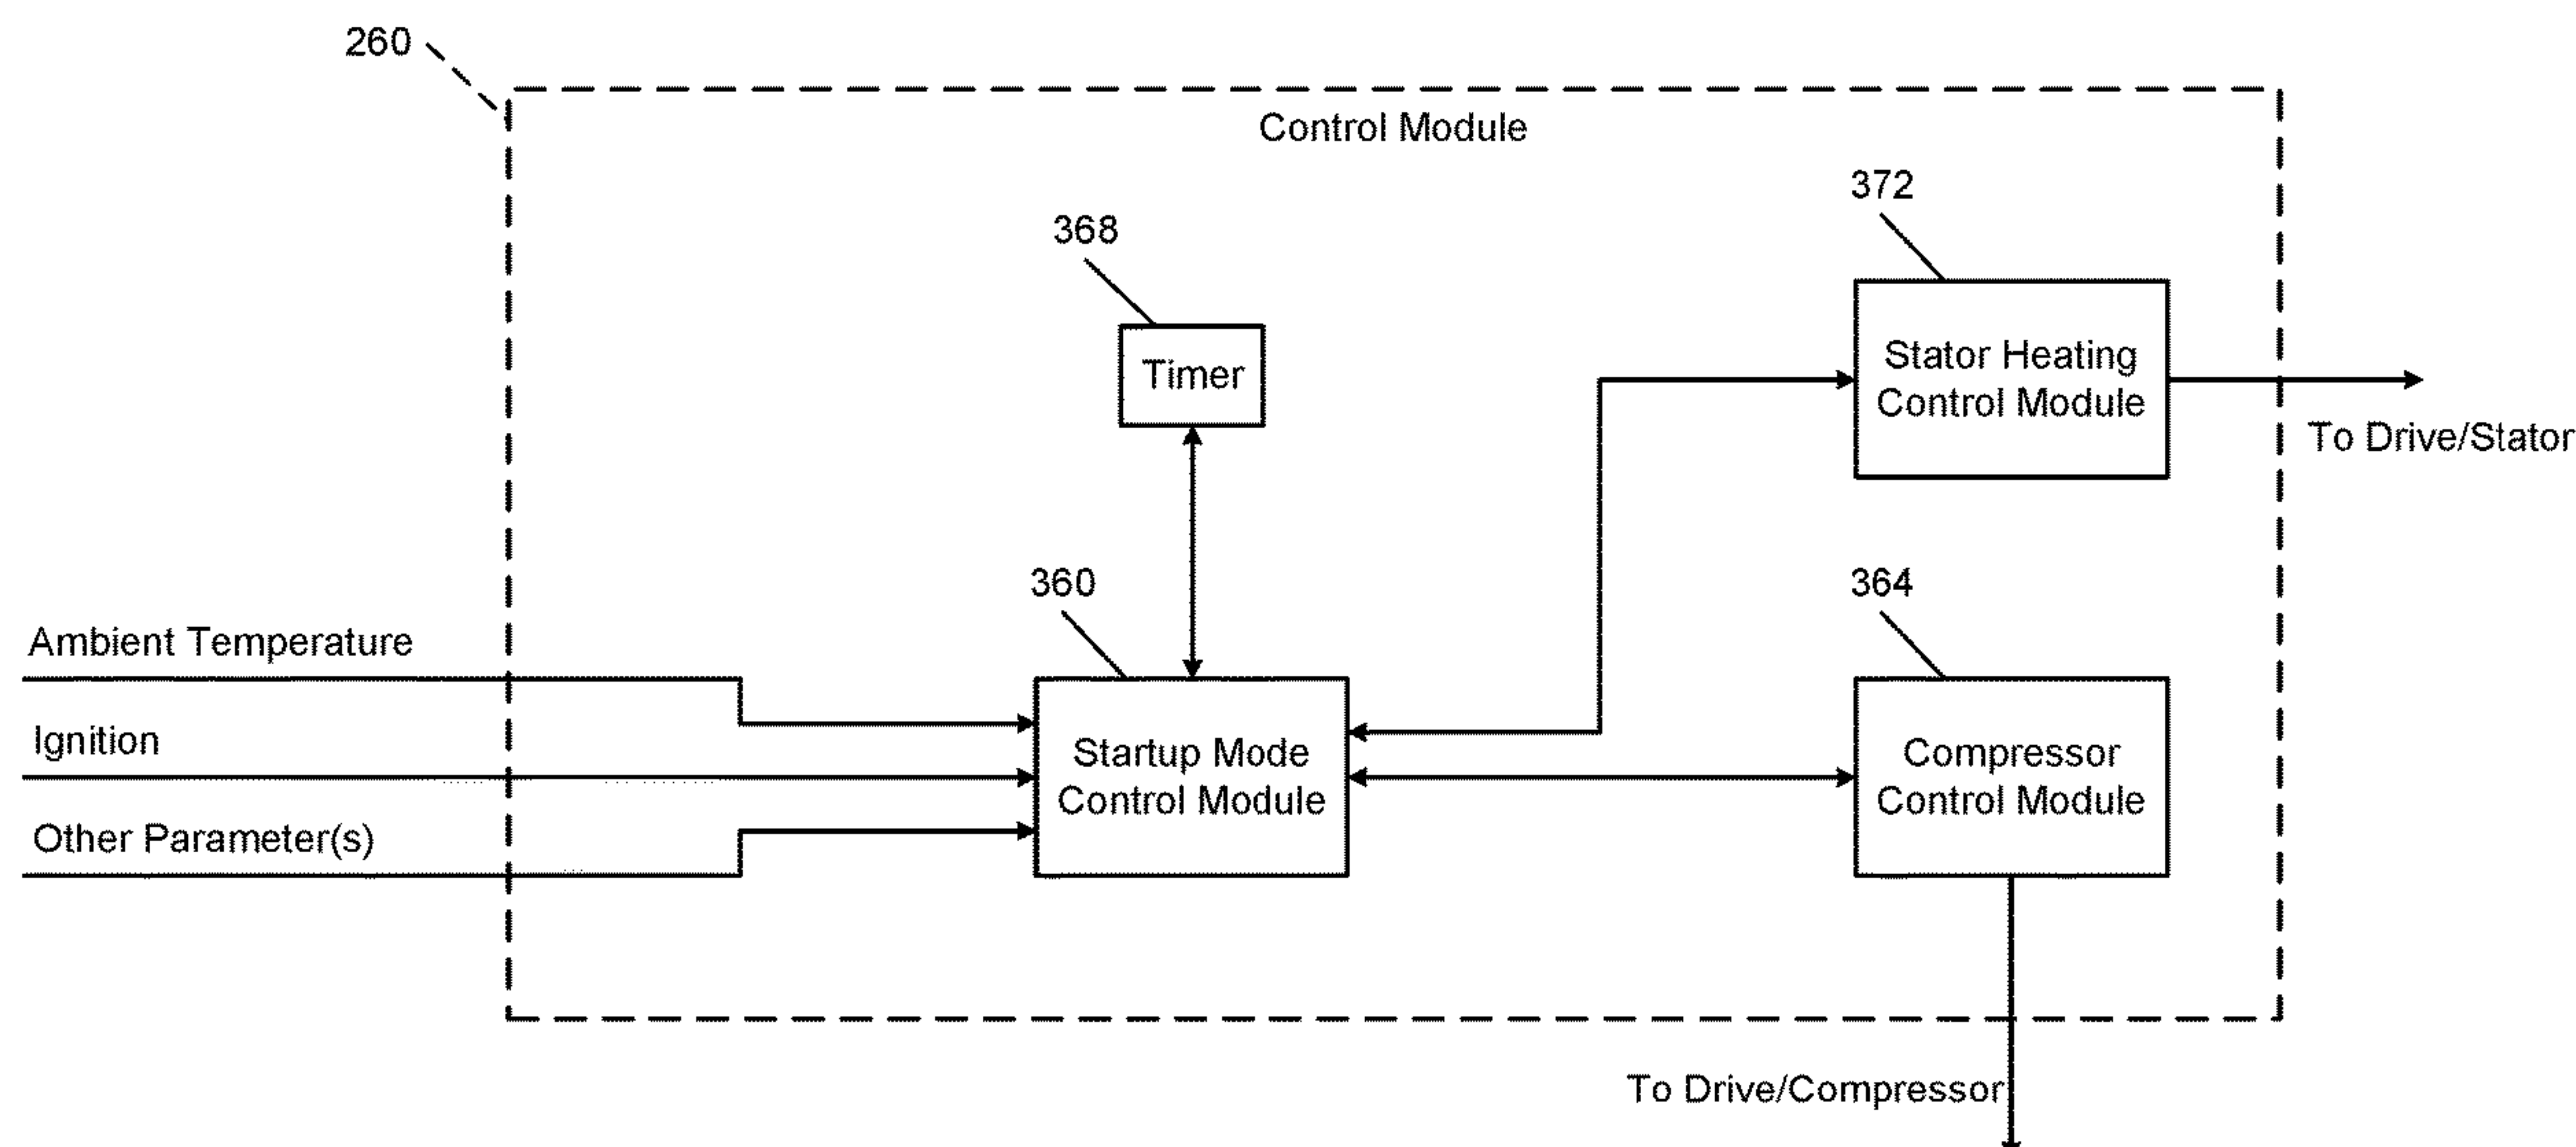 260
Control Module
372
368
Stator Heating
Control Module
Timer
To Drive/Stator
360
364
Ambient Temperature
Ignition
Other Parameter(s)
Startup Mode
Control Module
Compressor
Control Module
To Drive/Compressor